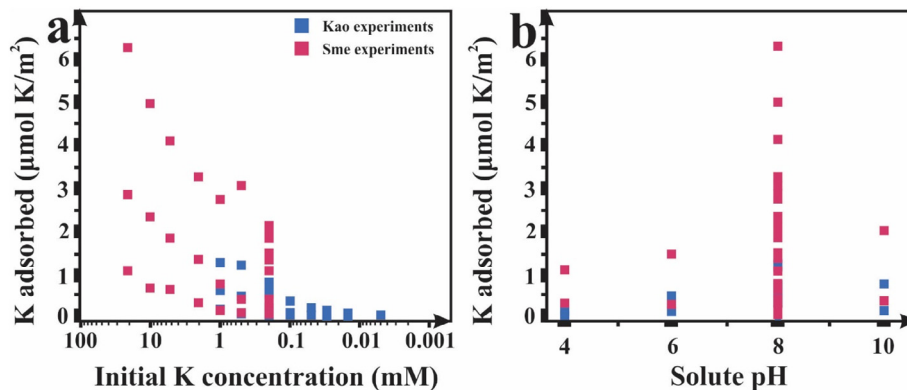 a
Kao experiments
Sme experiments
K adsorbed (μmol K/m²)
6
5
4
3
2
1
0
100 10 1 0.1 0.01 0.001
Initial K concentration (mM)
b
K adsorbed (μmol K/m²)
6
5
4
3
2
1
0
4 6 8 10
Solute pH